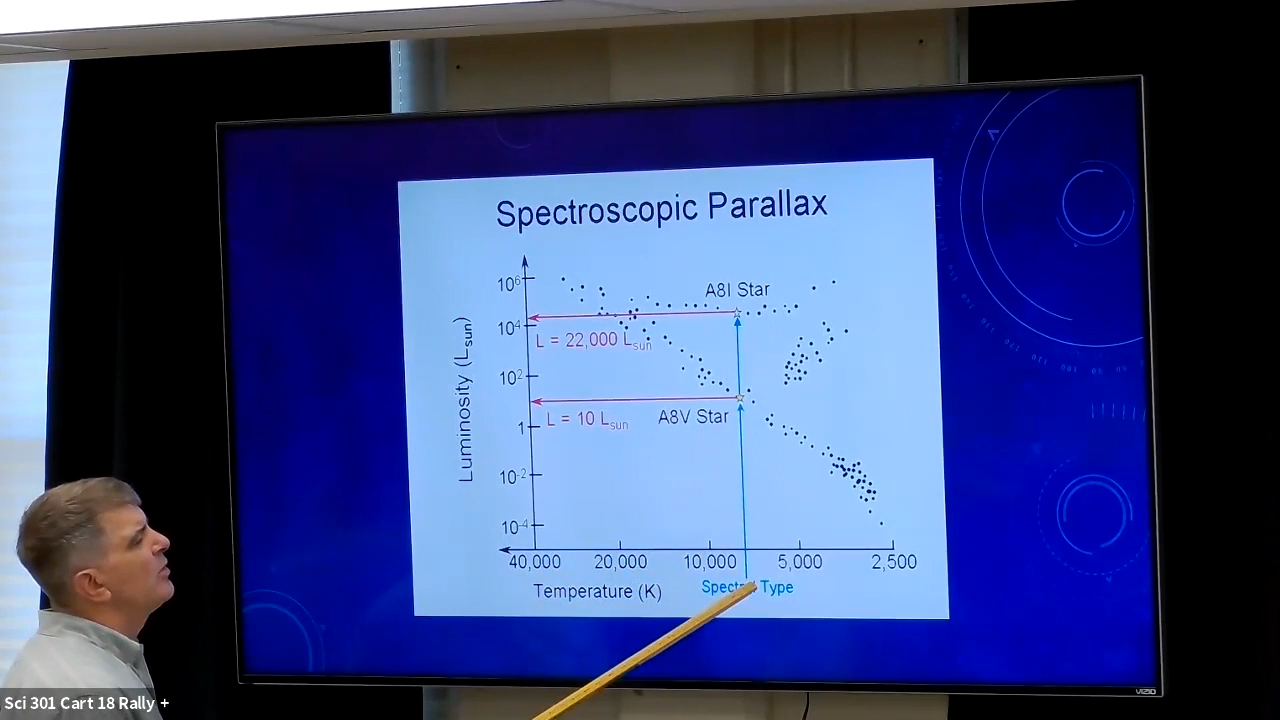 Spectroscopic Parallax
10⁶
A8I Star
10⁴
L = 22,000 Lsun
10²
Luminosity (Lsun)
L = 10 Lsun
A8V Star
1
10⁻²
10⁻⁴
40,000 20,000 10,000 5,000 2,500
Temperature (K)
Type
VIZIO
Sci 301 Cart 18 Rally +